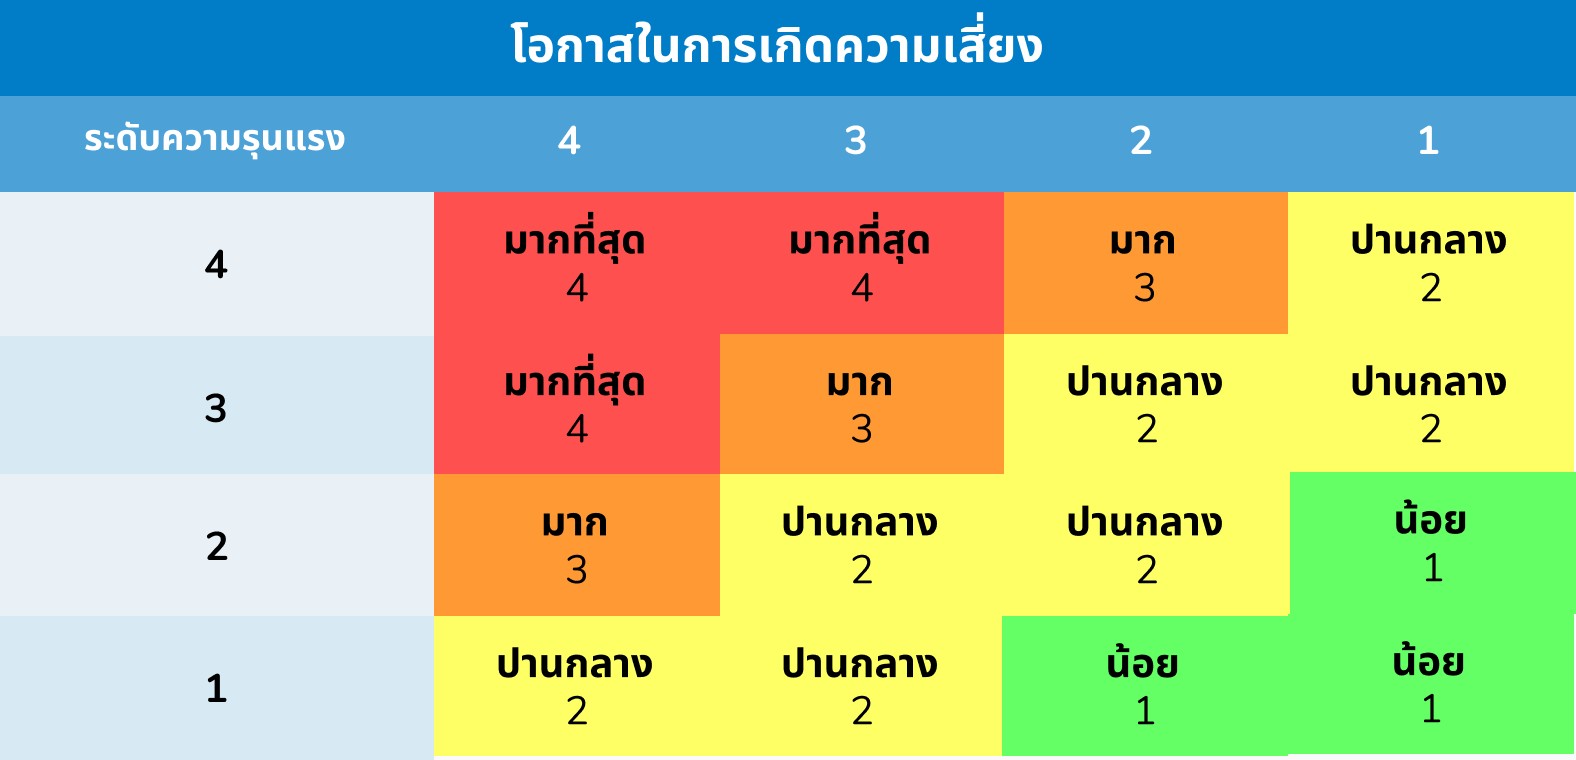 โอกาสในการเกิดความเสี่ยง
ระดับความรุนแรง 4 3 2 1
4 มากที่สุด มากที่สุด มาก ปานกลาง
4 4 3 2
3 มากที่สุด มาก ปานกลาง ปานกลาง
4 3 2 2
2 มาก ปานกลาง ปานกลาง น้อย
3 2 2 1
1 ปานกลาง ปานกลาง น้อย น้อย
2 2 1 1